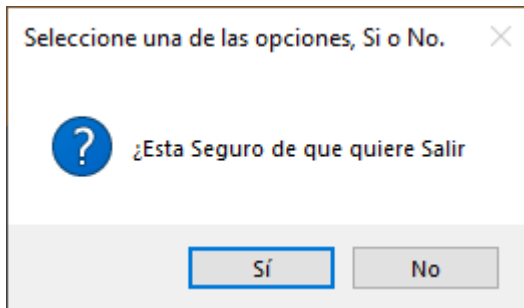 Seleccione una de las opciones, Si o No.
¿Esta Seguro de que quiere Salir
Sí
No